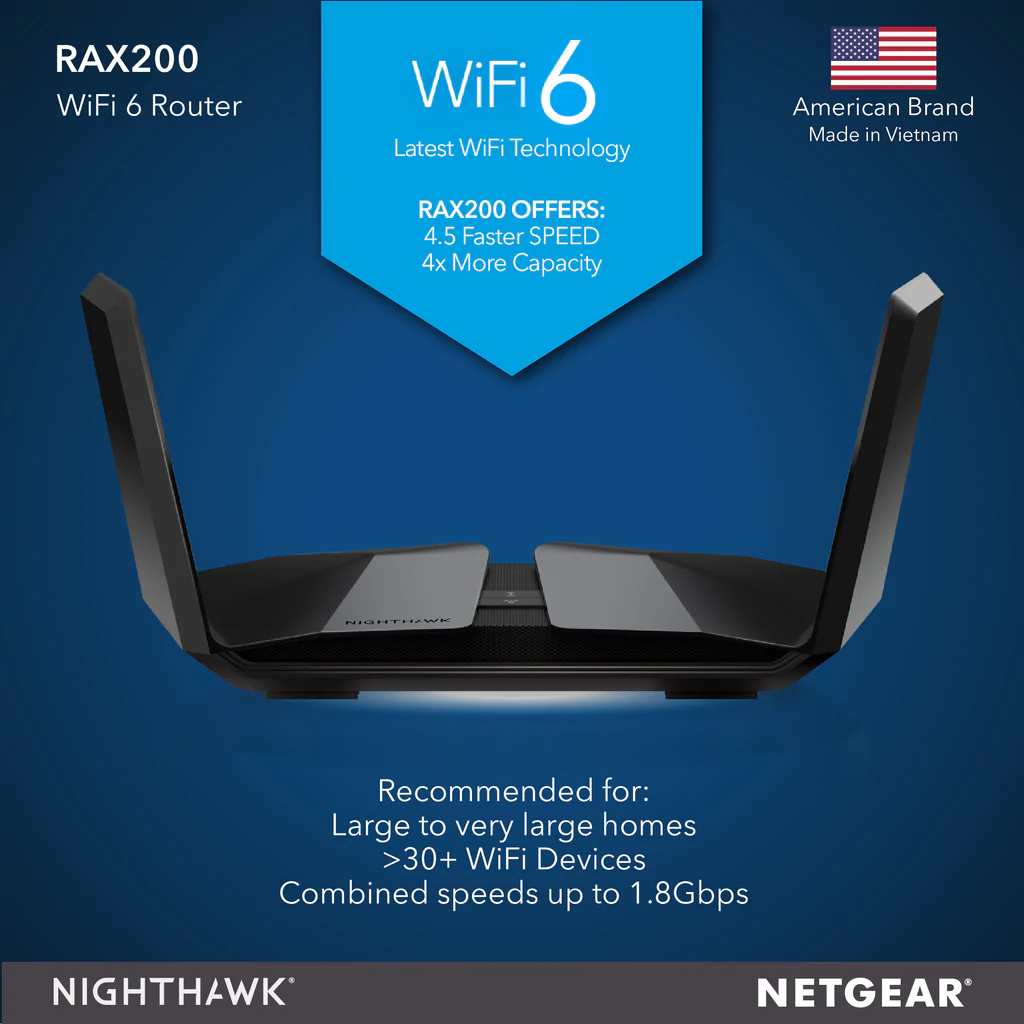 RAX200
WiFi 6 Router
WiFi 6
Latest WiFi Technology
RAX200 OFFERS:
4.5 Faster SPEED
4x More Capacity
American Brand
Made in Vietnam
NIGHTHAWK
Recommended for:
Large to very large homes
>30+ WiFi Devices
Combined speeds up to 1.8Gbps
NIGHTHAWK®
NETGEAR®